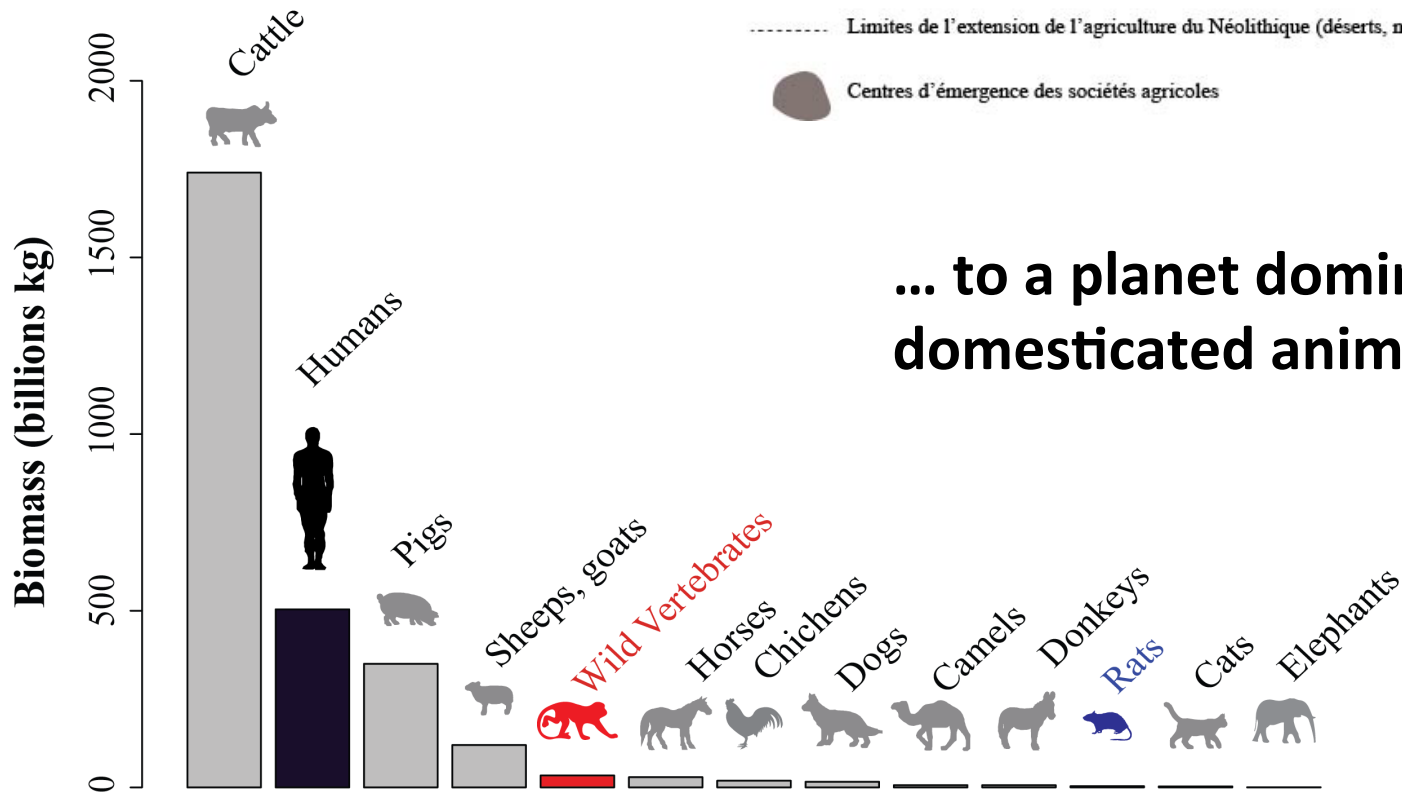 Limites de l'extension de l'agriculture du Néolithique (déserts,
Centres d'émergence des sociétés agricoles
... to a planet
domesticated
Biomass (billions kg)
2000
1500
1000
500
0
Cattle
Humans
Pigs
Sheeps, goats
Wild Vertebrates
Horses
Chichens
Dogs
Camels
Donkeys
Rats
Cats
Elephants